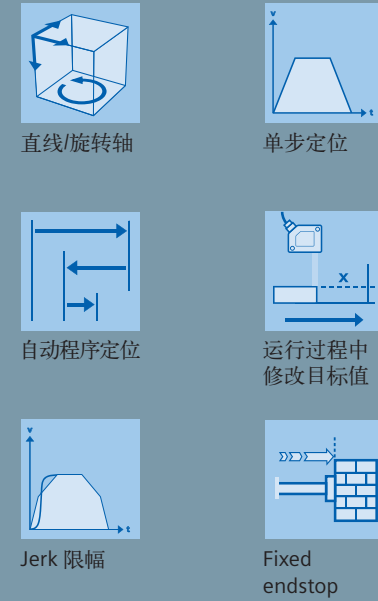 v
t
直线/旋转轴
单步定位
自动程序定位
x
运行过程中
修改目标值
v
t
Jerk 限幅
Fixed
endstop